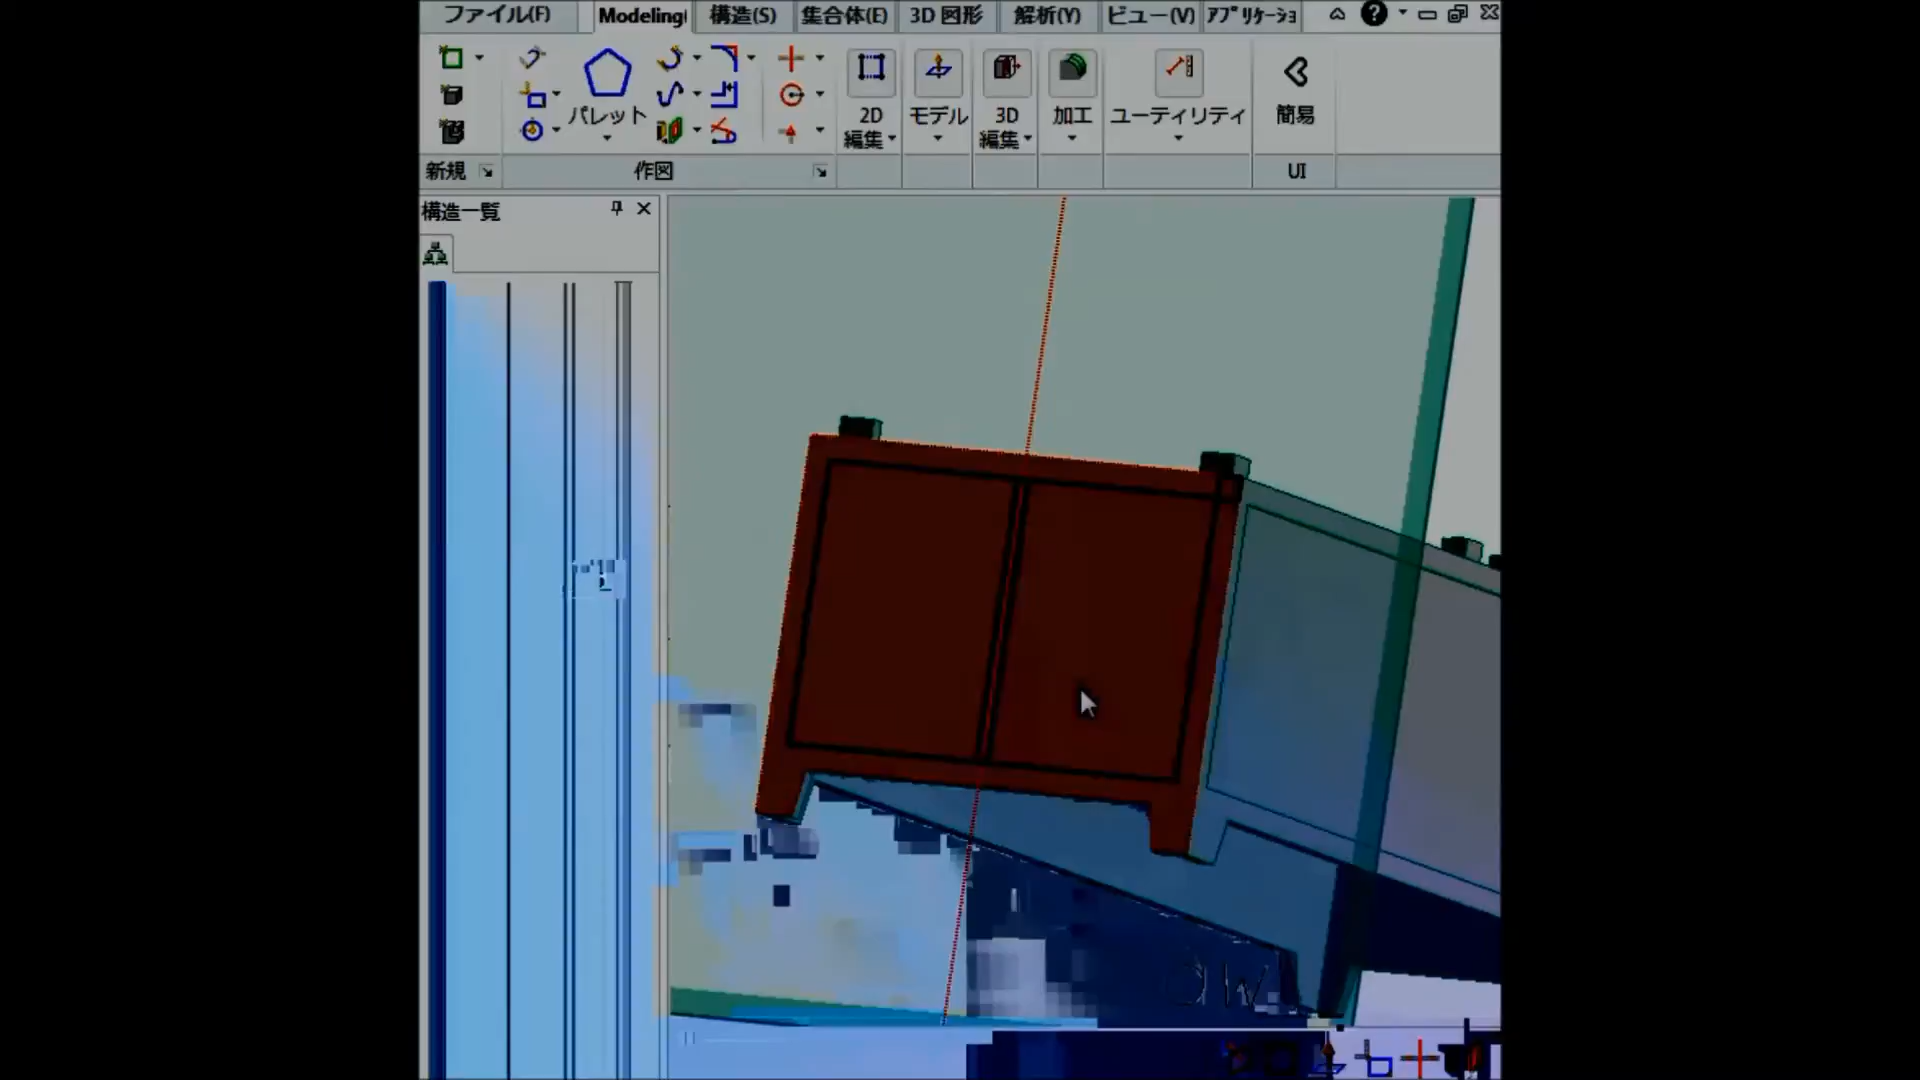 ファイル(F) Modeling( 構造(S) 集合体(E) 3D 図形 解析(Y) ビュー(V) ｱﾌﾟﾘｹｰｼｮ
パレット 2D 編集 モデル 3D 編集 加工 ユーティリティ 簡易
新規 作図 UI
構造一覧